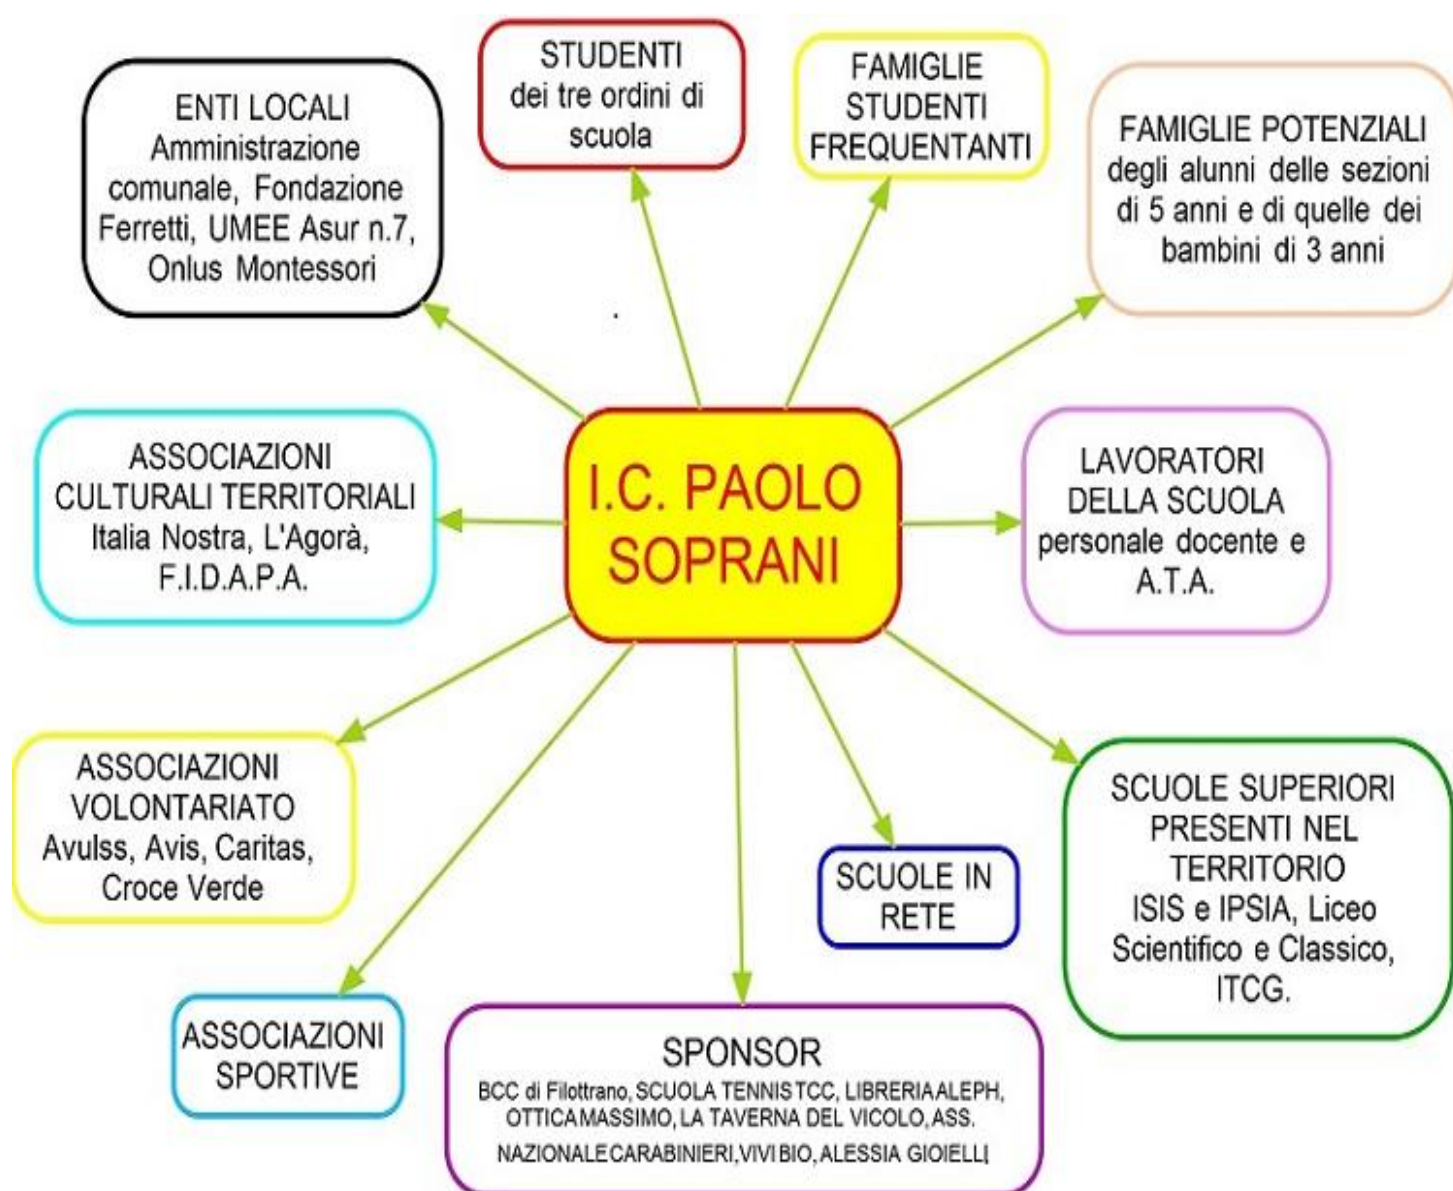 ENTI LOCALI
Amministrazione
comunale, Fondazione
Ferretti, UMEE Asur n.7,
Onlus Montessori
STUDENTI
dei tre ordini di
scuola
FAMIGLIE
STUDENTI
FREQUENTANTI
FAMIGLIE POTENZIALI
degli alunni delle sezioni
di 5 anni e di quelle dei
bambini di 3 anni
ASSOCIAZIONI
CULTURALI TERRITORIALI
Italia Nostra, L'Agorà,
F.I.D.A.P.A.
I.C. PAOLO
SOPRANI
LAVORATORI
DELLA SCUOLA
personale docente e
A.T.A.
ASSOCIAZIONI
VOLONTARIATO
Avulss, Avis, Caritas,
Croce Verde
SCUOLE IN
RETE
SCUOLE SUPERIORI
PRESENTI NEL
TERRITORIO
ISIS e IPSIA, Liceo
Scientifico e Classico,
ITCG.
ASSOCIAZIONI
SPORTIVE
SPONSOR
BCC di Filottrano, SCUOLA TENNIS TCC, LIBRERIA ALEPH,
OTTICA MASSIMO, LA TAVERNA DEL VICOLO, ASS.
NAZIONALE CARABINIERI, VIVI BIO, ALESSIA GIOIELLI